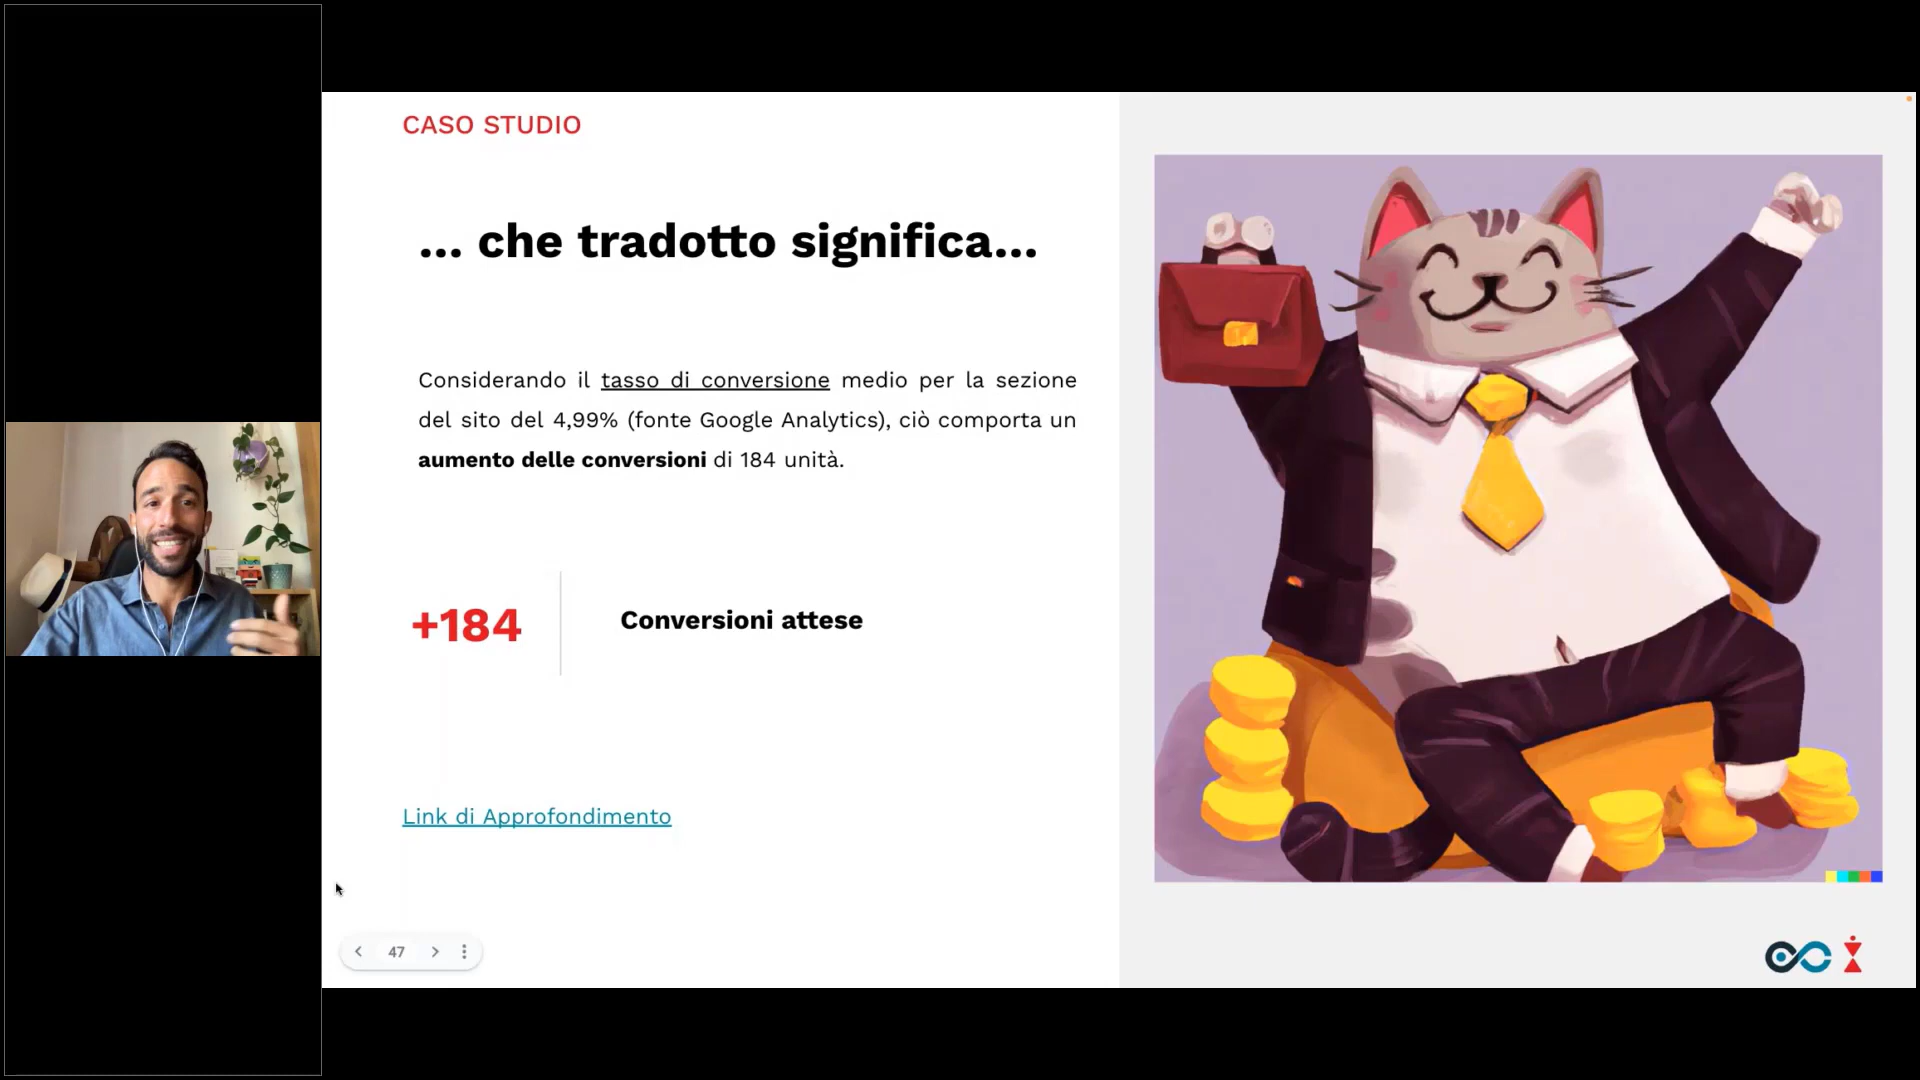 CASO STUDIO
... che tradotto significa...
Considerando il tasso di conversione medio per la sezione
del sito del 4,99% (fonte Google Analytics), ciò comporta un
aumento delle conversioni di 184 unità.
+184
Conversioni attese
Link di Approfondimento
47